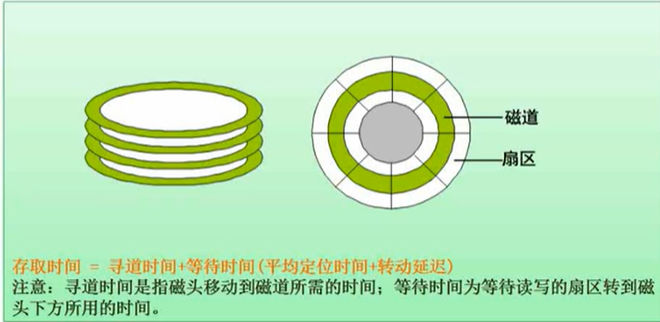 磁道
扇区
存取时间 = 寻道时间+等待时间(平均定位时间+转动延迟)
注意：寻道时间是指磁头移动到磁道所需的时间；等待时间为等待读写的扇区转到磁
头下方所用的时间。